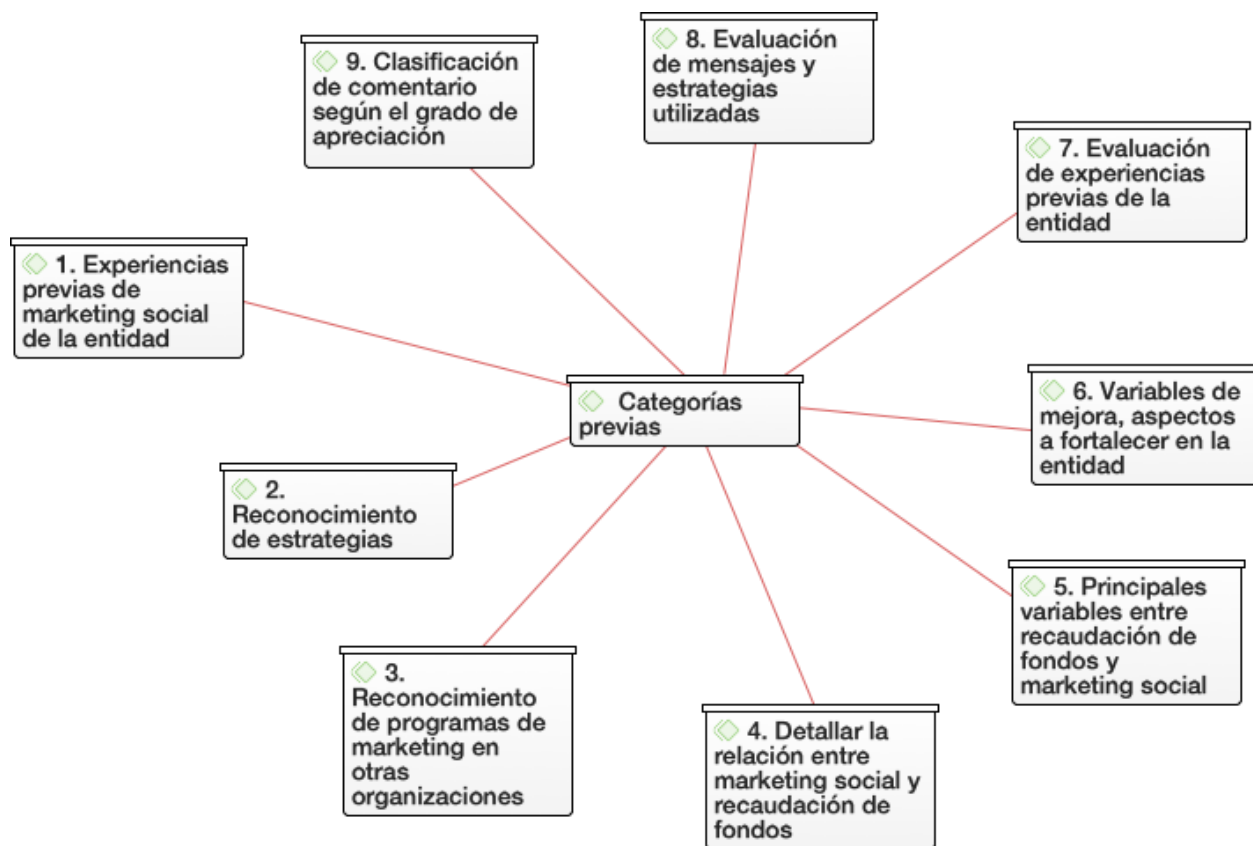 9. Clasificación
de comentario
según el grado de
apreciación
8. Evaluación
de mensajes y
estrategias
utilizadas
7. Evaluación
de experiencias
previas de la
entidad
1. Experiencias
previas de
marketing social
de la entidad
Categorías
previas
6. Variables de
mejora, aspectos
a fortalecer en la
entidad
2.
Reconocimiento
de estrategias
5. Principales
variables entre
recaudación de
fondos y
marketing social
3.
Reconocimiento
de programas de
marketing en
otras
organizaciones
4. Detallar la
relación entre
marketing social y
recaudación de
fondos